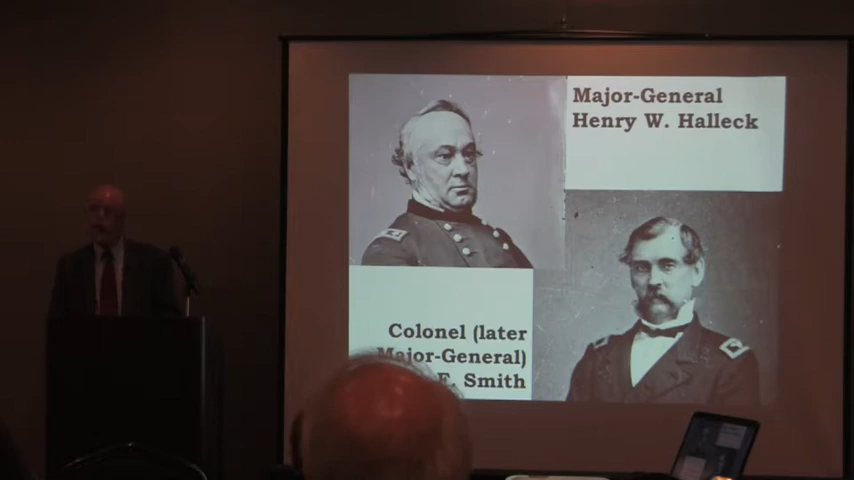 Major-General
Henry W. Halleck
Colonel (later
Major-General)
E. Smith